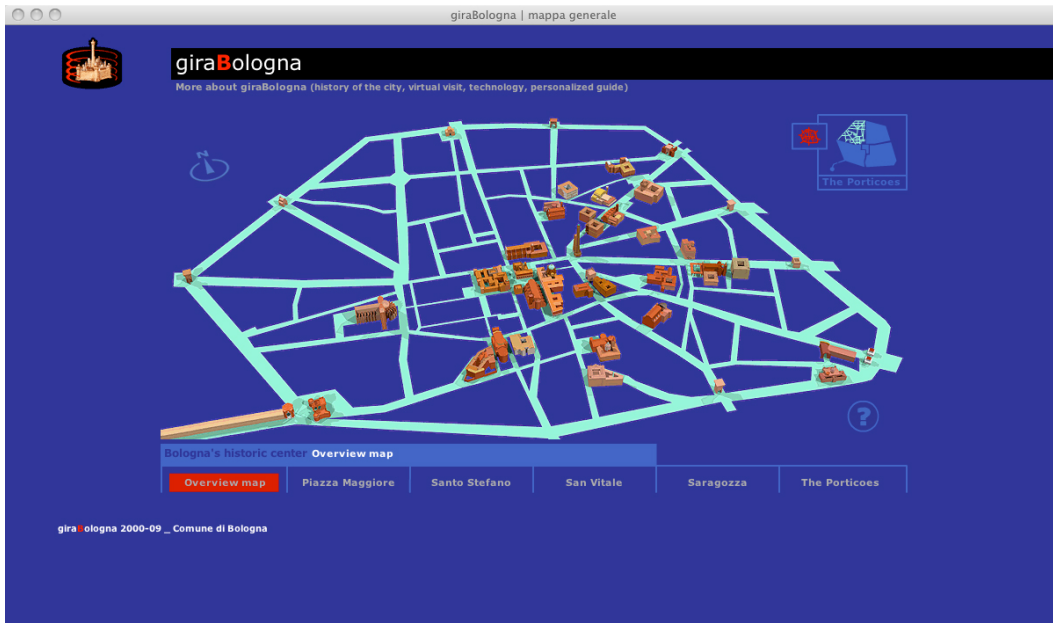 giraBologna | mappa generale
giraBologna
More about giraBologna (history of the city, virtual visit, technology, personalized guide)
N
The Porticoes
?
Bologna's historic center Overview map
Overview map Piazza Maggiore Santo Stefano San Vitale Saragozza The Porticoes
giraBologna 2000-09 _ Comune di Bologna